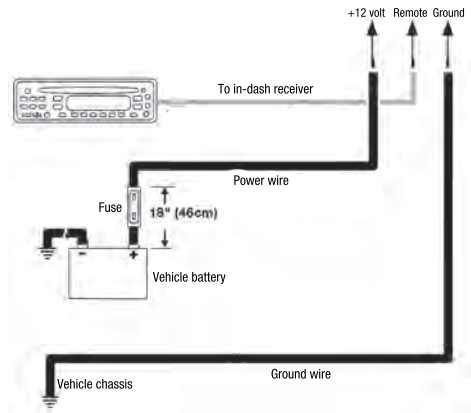 +12 volt Remote Ground
To in-dash receiver
Power wire
Fuse
18" (46cm)
- +
Vehicle battery
Ground wire
Vehicle chassis